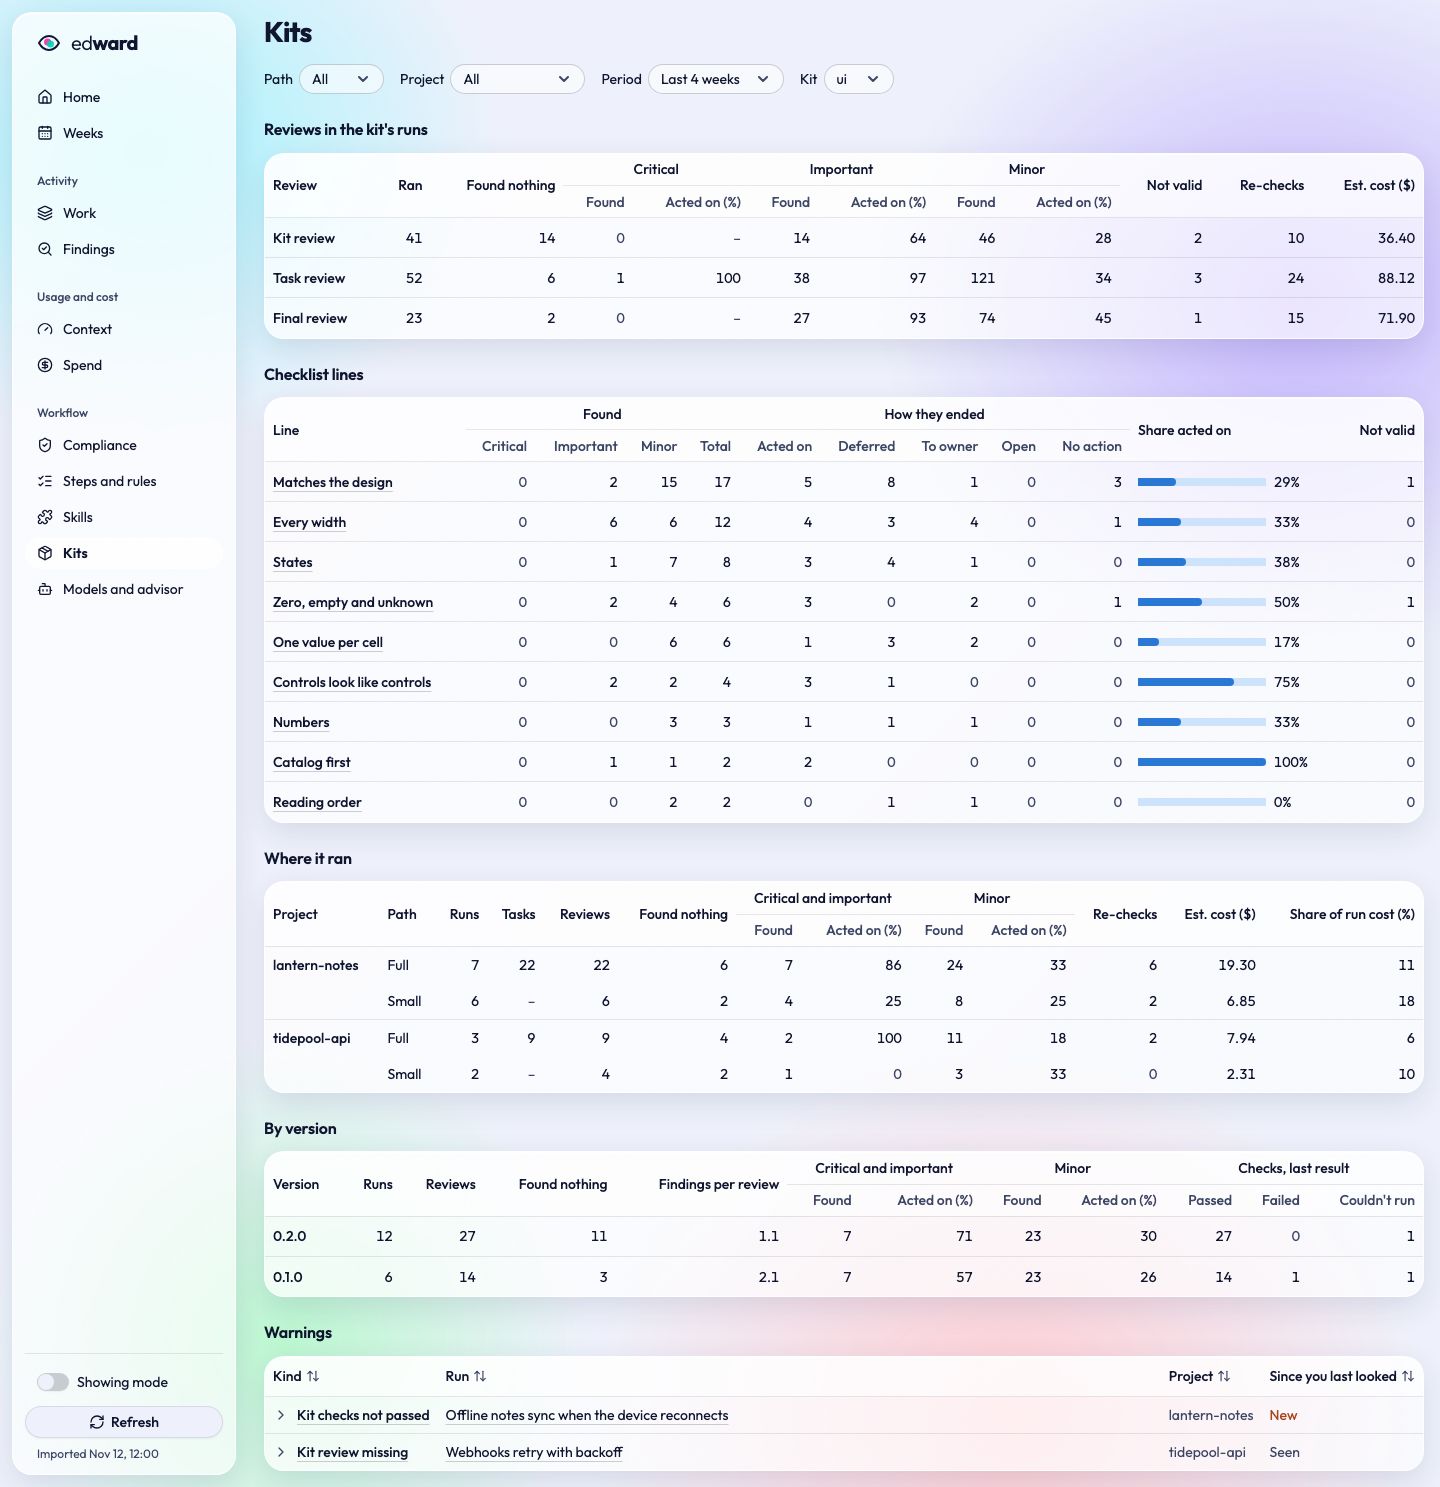 edward
Home
Weeks
Activity
Work
Findings
Usage and cost
Context
Spend
Workflow
Compliance
Steps and rules
Skills
Kits
Models and advisor
Showing mode
Refresh
Imported Nov 12, 12:00
Kits
Path All Project All Period Last 4 weeks Kit ui
Reviews in the kit's runs
Critical Important Minor
Review Ran Found nothing Not valid Re-checks Est. cost ($)
Found Acted on (%) Found Acted on (%) Found Acted on (%)
Kit review 41 14 0 – 14 64 46 28 2 10 36.40
Task review 52 6 1 100 38 97 121 34 3 24 88.12
Final review 23 2 0 – 27 93 74 45 1 15 71.90
Checklist lines
Found How they ended
Line Share acted on Not valid
Critical Important Minor Total Acted on Deferred To owner Open No action
Matches the design 0 2 15 17 5 8 1 0 3 29% 1
Every width 0 6 6 12 4 3 4 0 1 33% 0
States 0 1 7 8 3 4 1 0 0 38% 0
Zero, empty and unknown 0 2 4 6 3 0 2 0 1 50% 1
One value per cell 0 0 6 6 1 3 2 0 0 17% 0
Controls look like controls 0 2 2 4 3 1 0 0 0 75% 0
Numbers 0 0 3 3 1 1 1 0 0 33% 0
Catalog first 0 1 1 2 2 0 0 0 0 100% 0
Reading order 0 0 2 2 0 1 1 0 0 0% 0
Where it ran
Critical and important Minor
Project Path Runs Tasks Reviews Found nothing Re-checks Est. cost ($) Share of run cost (%)
Found Acted on (%) Found Acted on (%)
lantern-notes Full 7 22 22 6 7 86 24 33 6 19.30 11
Small 6 – 6 2 4 25 8 25 2 6.85 18
tidepool-api Full 3 9 9 4 2 100 11 18 2 7.94 6
Small 2 – 4 2 1 0 3 33 0 2.31 10
By version
Critical and important Minor Checks, last result
Version Runs Reviews Found nothing Findings per review
Found Acted on (%) Found Acted on (%) Passed Failed Couldn't run
0.2.0 12 27 11 1.1 7 71 23 30 27 0 1
0.1.0 6 14 3 2.1 7 57 23 26 14 1 1
Warnings
Kind Run Project Since you last looked
Kit checks not passed Offline notes sync when the device reconnects lantern-notes New
Kit review missing Webhooks retry with backoff tidepool-api Seen